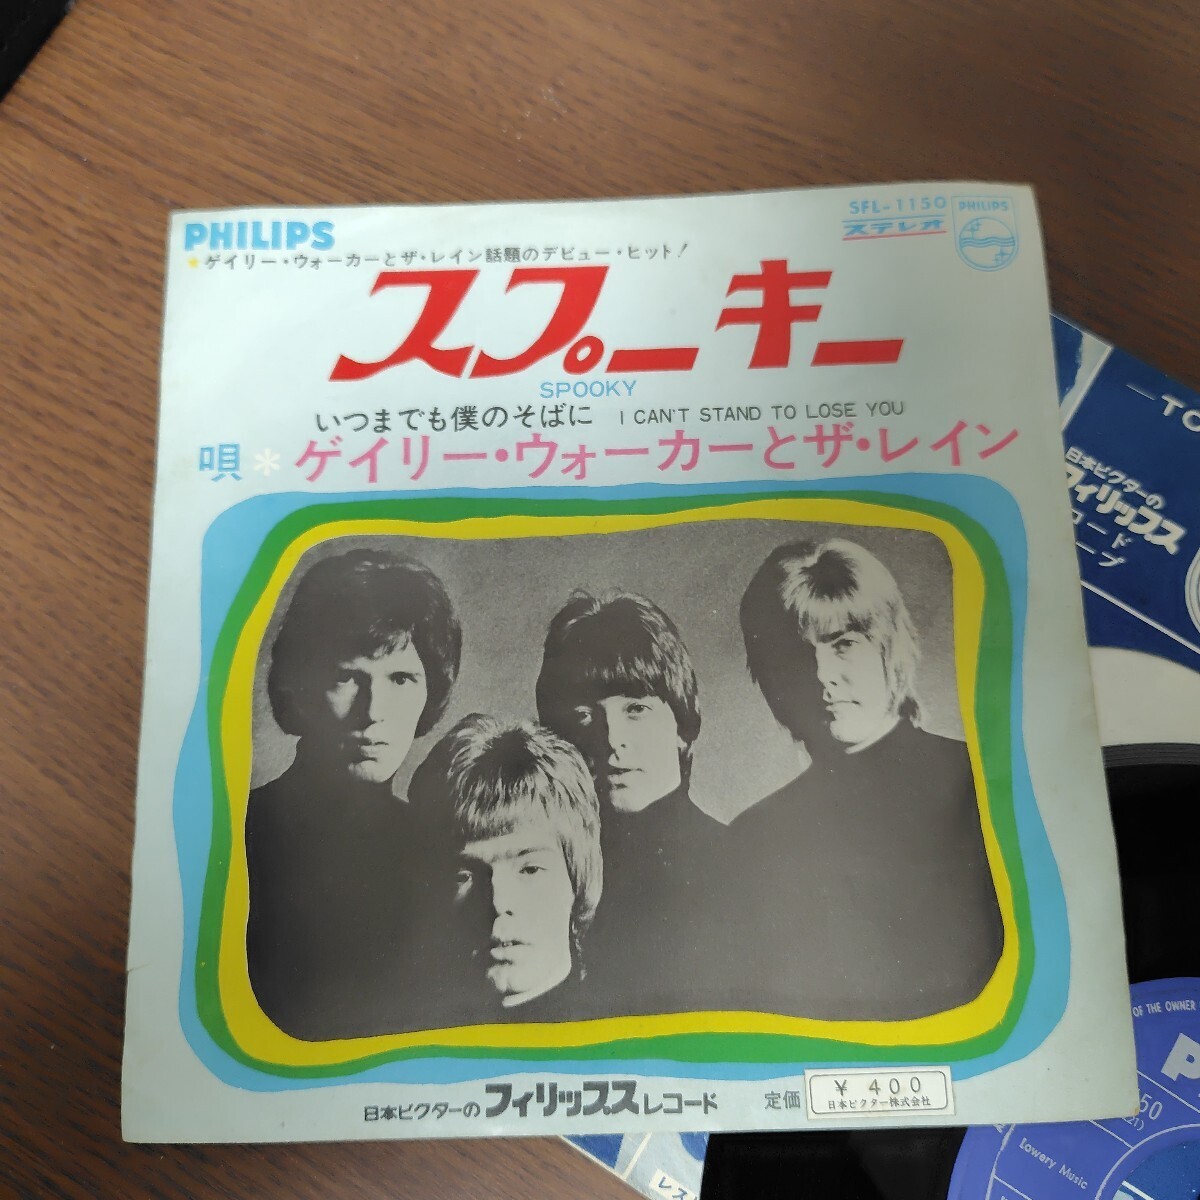 PHILIPS
SFL-1150
ステレオ
PHILIPS
★ゲイリー・ウォーカーとザ・レイン話題のデビュー・ヒット!
スプーキー
SPOOKY
いつまでも僕のそばに I CAN'T STAND TO LOSE YOU
唄＊ゲイリー・ウォーカーとザ・レイン
日本ビクターのフィリップスレコード
定価
¥400
日本ビクター株式会社
日本ビクターの
フィリップス
OF THE OWNER
50
Lowery Music